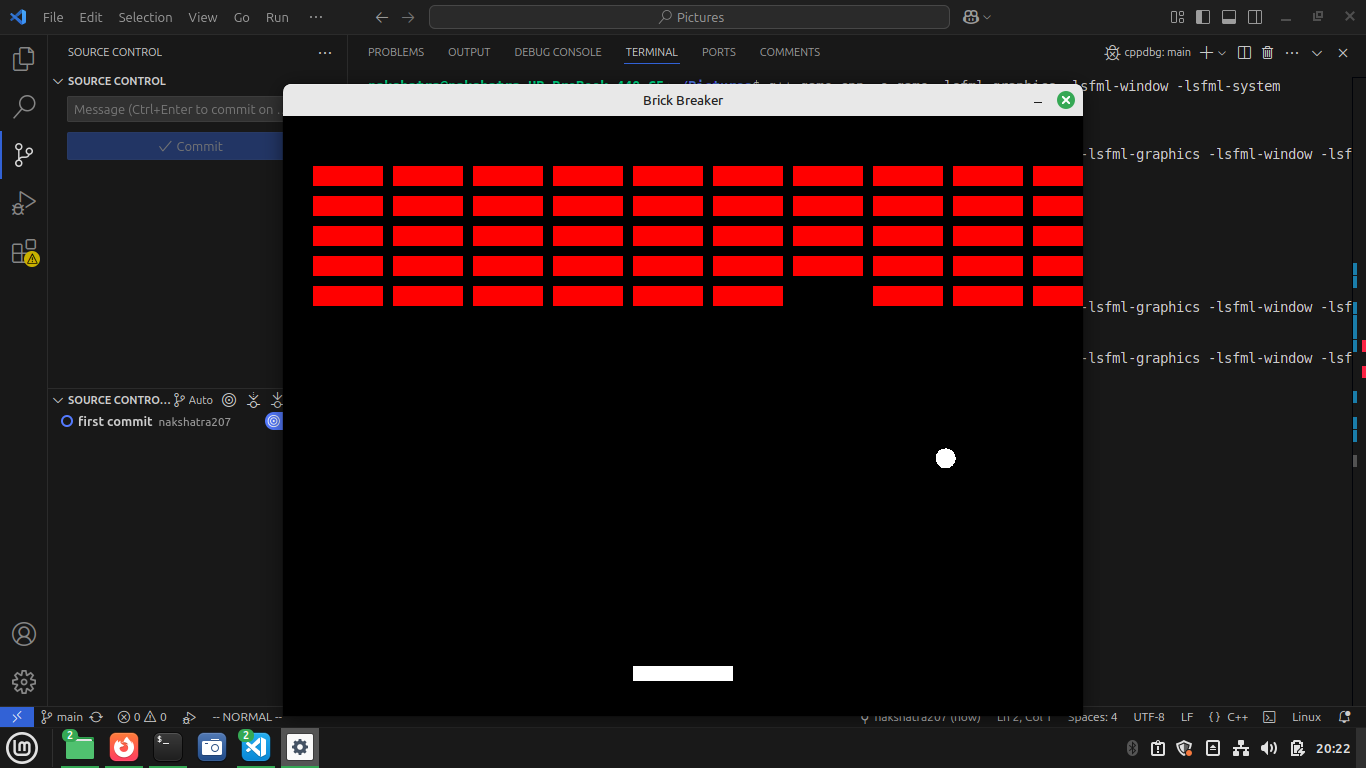 File Edit Selection View Go Run ···
Pictures
SOURCE CONTROL
PROBLEMS OUTPUT DEBUG CONSOLE TERMINAL PORTS COMMENTS
cppdbg: main
SOURCE CONTROL
-lsfml-window -lsfml-system
Brick Breaker
Message (Ctrl+Enter to commit on ...
Commit
-lsfml-graphics -lsfml-window -lsf
-lsfml-graphics -lsfml-window -lsf
-lsfml-graphics -lsfml-window -lsf
SOURCE CONTRO... Auto
first commit nakshatra207
main 0 0 -- NORMAL -- nakshatra207 (now) Ln 2, Col 1 Spaces: 4 UTF-8 LF {} C++ Linux
2
$_
2
20:22